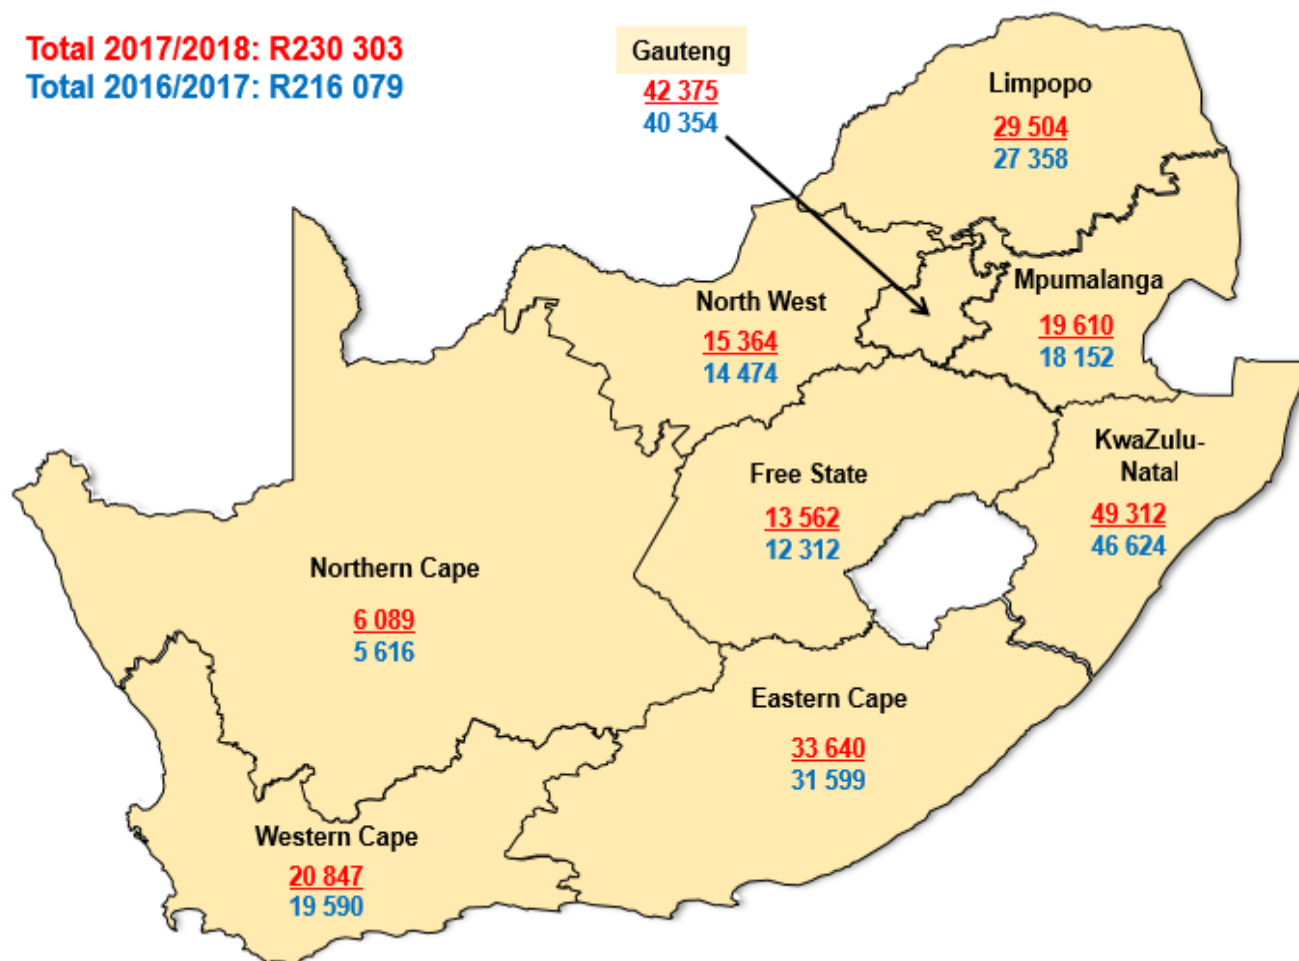 Total 2017/2018: R230 303
Total 2016/2017: R216 079
Gauteng
42 375
40 354
Limpopo
29 504
27 358
Mpumalanga
19 610
18 152
North West
15 364
14 474
KwaZulu-
Natal
49 312
46 624
Free State
13 562
12 312
Northern Cape
6 089
5 616
Eastern Cape
33 640
31 599
Western Cape
20 847
19 590